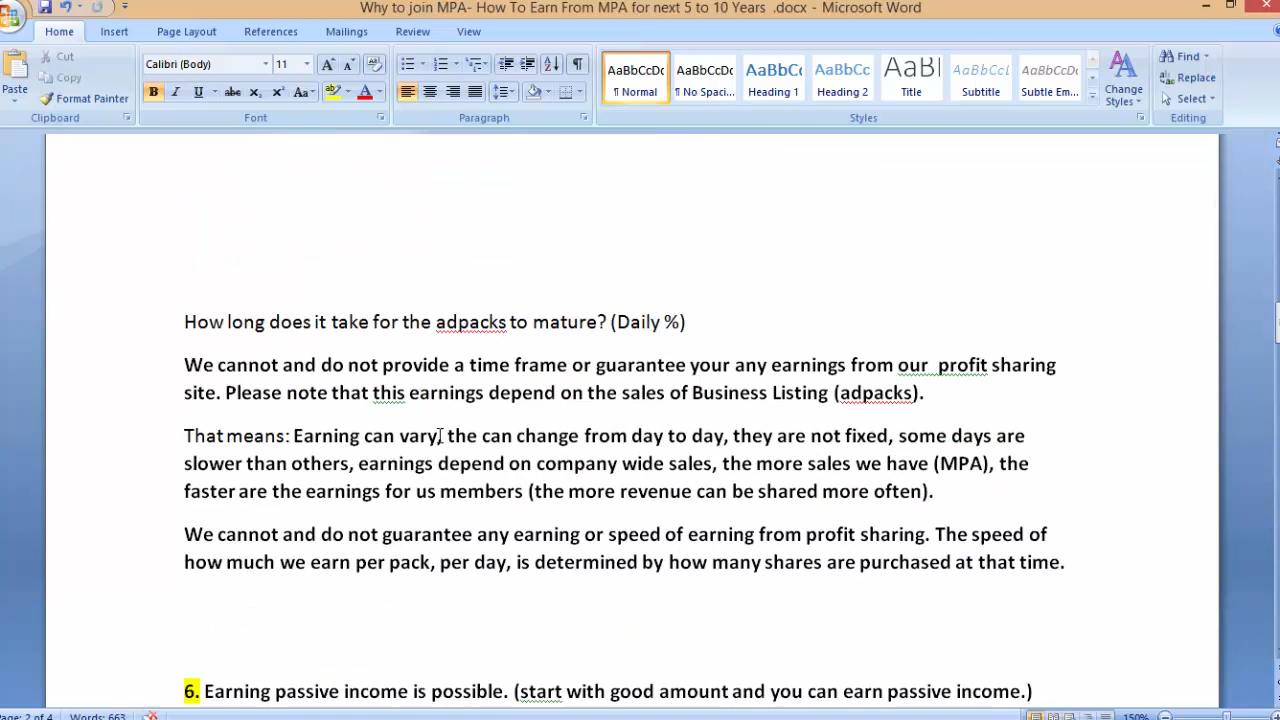 Why to join MPA- How To Earn From MPA for next 5 to 10 Years .docx - Microsoft Word
Home Insert Page Layout References Mailings Review View
Paste
Cut
Copy
Format Painter
Clipboard
Calibri (Body) 11
Font
Paragraph
AaBbCcDc AaBbCcDc AaBbCc AaBbCc AaBl AaBbCcL AaBbCcDc
¶ Normal ¶ No Spaci... Heading 1 Heading 2 Title Subtitle Subtle Em...
Change Styles
Styles
Find
Replace
Select
Editing
How long does it take for the adpacks to mature? (Daily %)
We cannot and do not provide a time frame or guarantee your any earnings from our  profit sharing
site. Please note that this earnings depend on the sales of Business Listing (adpacks).
That means: Earning can vary, the can change from day to day, they are not fixed, some days are
slower than others, earnings depend on company wide sales, the more sales we have (MPA), the
faster are the earnings for us members (the more revenue can be shared more often).
We cannot and do not guarantee any earning or speed of earning from profit sharing. The speed of
how much we earn per pack, per day, is determined by how many shares are purchased at that time.
6. Earning passive income is possible. (start with good amount and you can earn passive income.)
Page: 2 of 4 Words: 663 150%